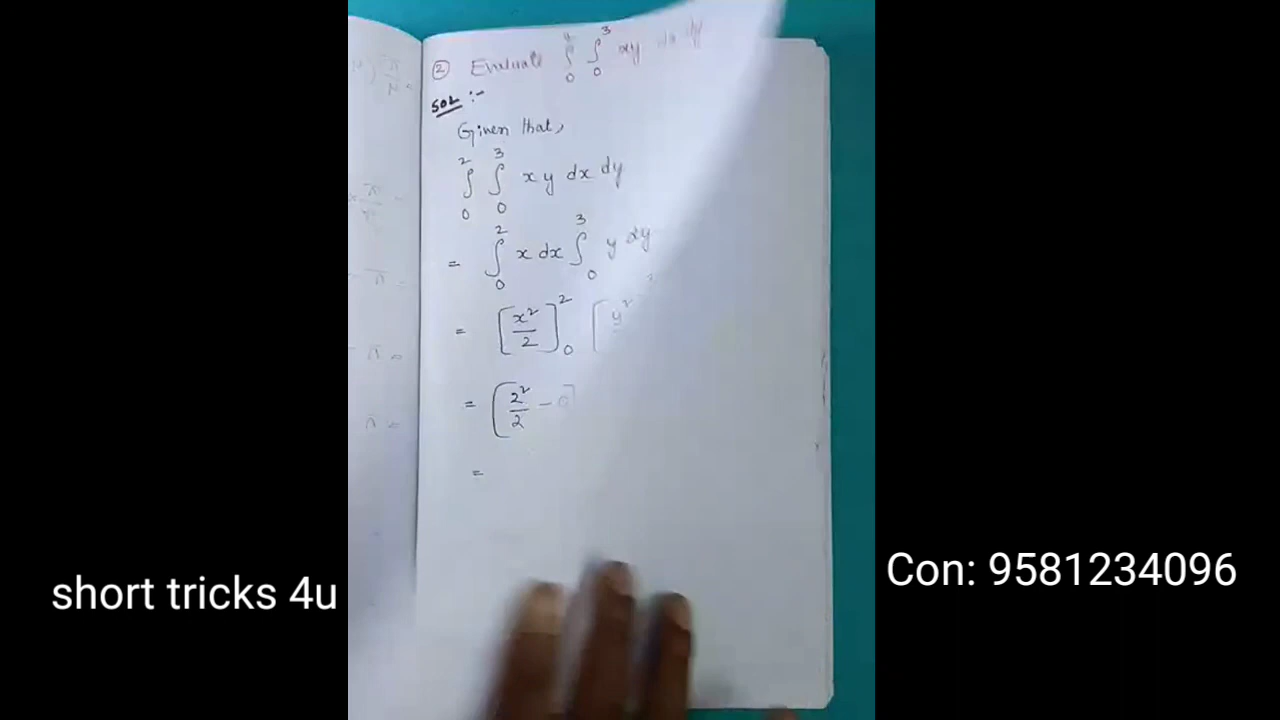 ② Evaluate ∫₀² ∫₀³ xy dx dy
SOL :-
Given that,
∫₀² ∫₀³ x y dx dy
= ∫₀² x dx ∫₀³ y dy
= [x²/2]₀² [y²
= [2²/2 - 0]
=
short tricks 4u
Con: 9581234096